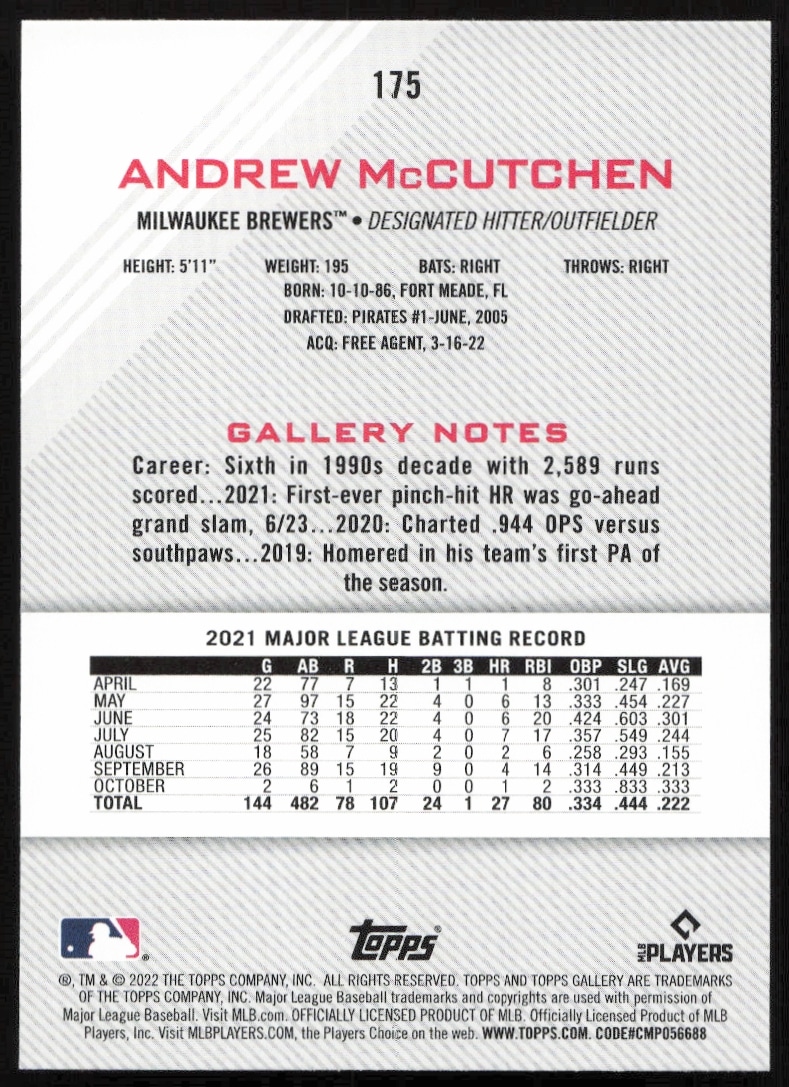 175
ANDREW McCUTCHEN
MILWAUKEE BREWERS™ • DESIGNATED HITTER/OUTFIELDER
HEIGHT: 5'11" WEIGHT: 195 BATS: RIGHT THROWS: RIGHT
BORN: 10-10-86, FORT MEADE, FL
DRAFTED: PIRATES #1-JUNE, 2005
ACQ: FREE AGENT, 3-16-22
GALLERY NOTES
Career: Sixth in 1990s decade with 2,589 runs
scored...2021: First-ever pinch-hit HR was go-ahead
grand slam, 6/23...2020: Charted .944 OPS versus
southpaws...2019: Homered in his team's first PA of
the season.
2021 MAJOR LEAGUE BATTING RECORD
G AB R H 2B 3B HR RBI OBP SLG AVG
APRIL 22 77 7 13 1 1 1 8 .301 .247 .169
MAY 27 97 15 22 4 0 6 13 .333 .454 .227
JUNE 24 73 18 22 4 0 6 20 .424 .603 .301
JULY 25 82 15 20 4 0 7 17 .357 .549 .244
AUGUST 18 58 7 9 2 0 2 6 .258 .293 .155
SEPTEMBER 26 89 15 19 9 0 4 14 .314 .449 .213
OCTOBER 2 6 1 2 0 0 1 2 .333 .833 .333
TOTAL 144 482 78 107 24 1 27 80 .334 .444 .222
®
topps®
MLB PLAYERS
®, TM & © 2022 THE TOPPS COMPANY, INC. ALL RIGHTS RESERVED. TOPPS AND TOPPS GALLERY ARE TRADEMARKS
OF THE TOPPS COMPANY, INC. Major League Baseball trademarks and copyrights are used with permission of
Major League Baseball. Visit MLB.com. OFFICIALLY LICENSED PRODUCT OF MLB. Officially Licensed Product of MLB
Players, Inc. Visit MLBPLAYERS.COM, the Players Choice on the web. WWW.TOPPS.COM. CODE#CMP056688